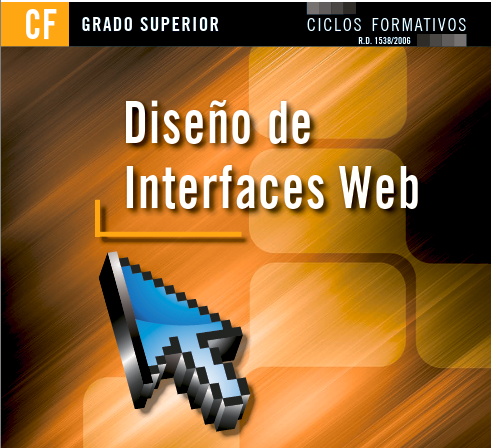 CF GRADO SUPERIOR CICLOS FORMATIVOS
R.D. 1538/2006
Diseño de
Interfaces Web